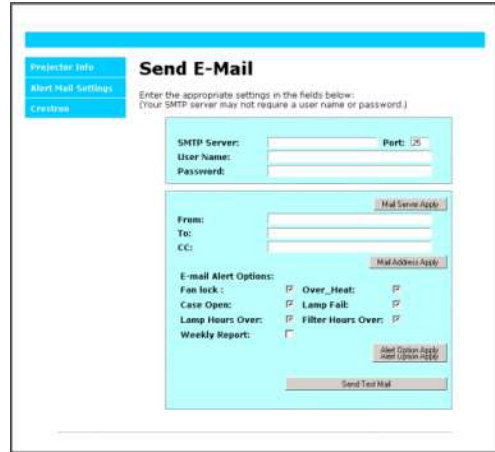 Projector Info
Alert Mail Settings
Crestron
Send E-Mail
Enter the appropriate settings in the fields below:
(Your SMTP server may not require a user name or password.)
SMTP Server: Port: 25
User Name:
Password:
Mail Server Apply
From:
To:
CC:
Mail Address Apply
E-mail Alert Options:
Fan lock : Over_Heat:
Case Open: Lamp Fail:
Lamp Hours Over: Filter Hours Over:
Weekly Report:
Alert Option Apply
Alert Option Apply
Send Test Mail